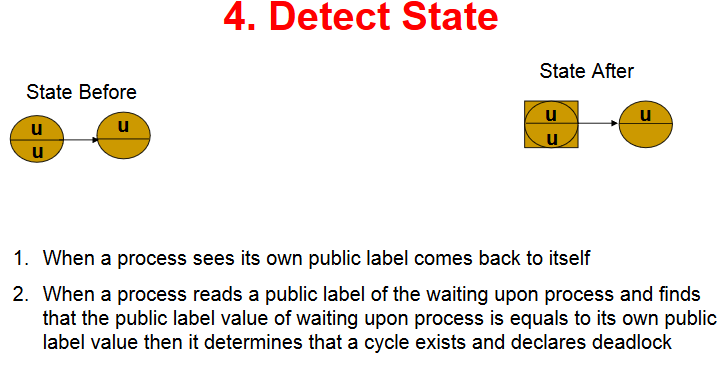 4. Detect State
State After
State Before
u
u
u
u
u
u
1. When a process sees its own public label comes back to itself
2. When a process reads a public label of the waiting upon process and finds
that the public label value of waiting upon process is equals to its own public
label value then it determines that a cycle exists and declares deadlock